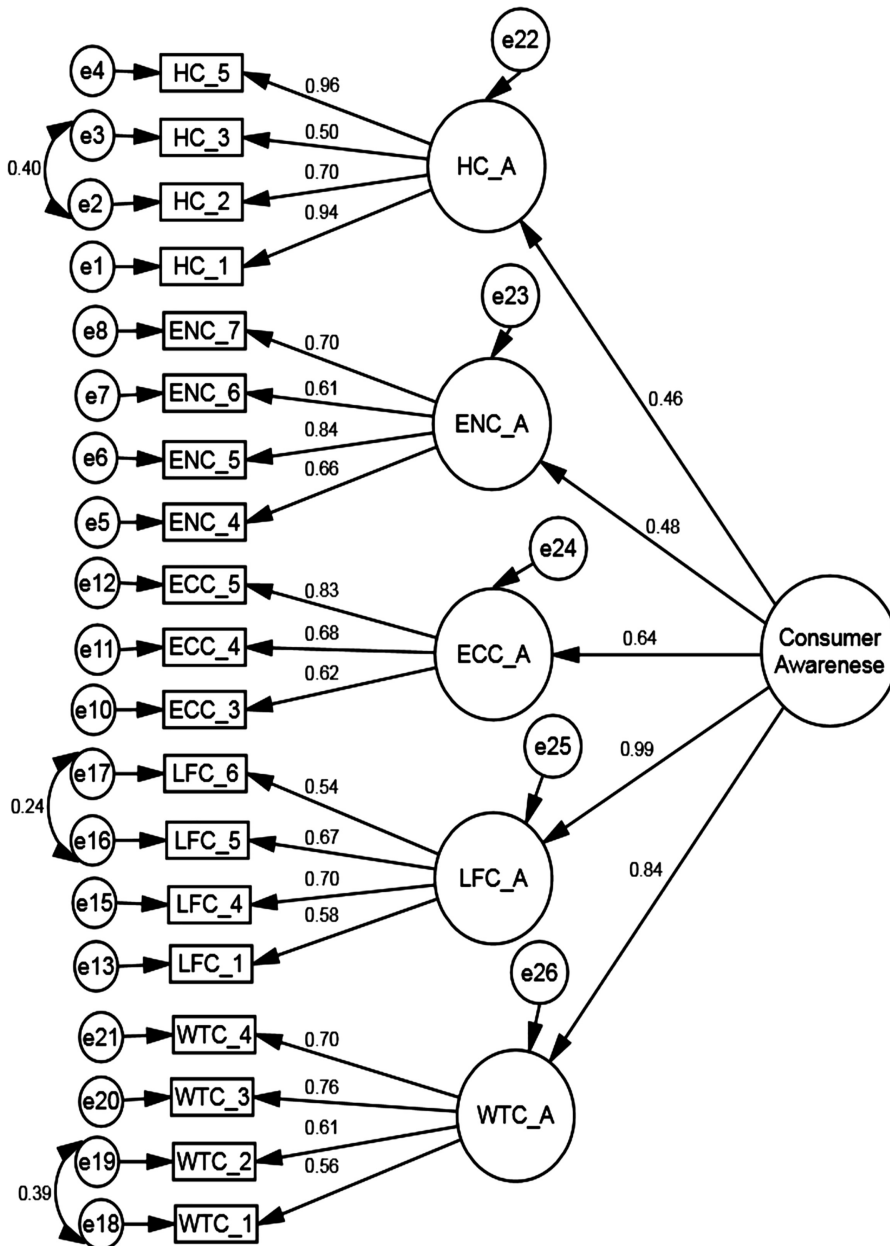 e22
e4
HC_5
0.96
e3
HC_3
0.50
0.40
HC_A
e2
HC_2
0.70
0.94
e1
HC_1
e23
e8
ENC_7
0.70
e7
ENC_6
0.61
0.46
ENC_A
e6
ENC_5
0.84
0.66
e5
ENC_4
0.48
e24
e12
ECC_5
0.83
e11
ECC_4
0.68
ECC_A
0.64
Consumer
Awarenese
0.62
e10
ECC_3
e25
e17
LFC_6
0.54
0.99
0.24
e16
LFC_5
0.67
LFC_A
0.84
0.70
e15
LFC_4
0.58
e13
LFC_1
e26
e21
WTC_4
0.70
e20
WTC_3
0.76
WTC_A
0.61
e19
WTC_2
0.56
0.39
e18
WTC_1